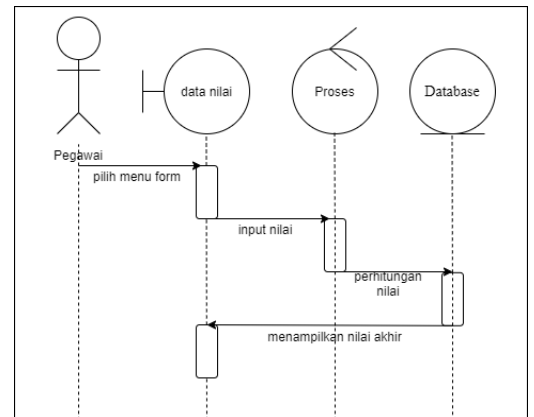 data nilai
Proses
Database
Pegawai
pilih menu form
input nilai
perhitungan
nilai
menampilkan nilai akhir